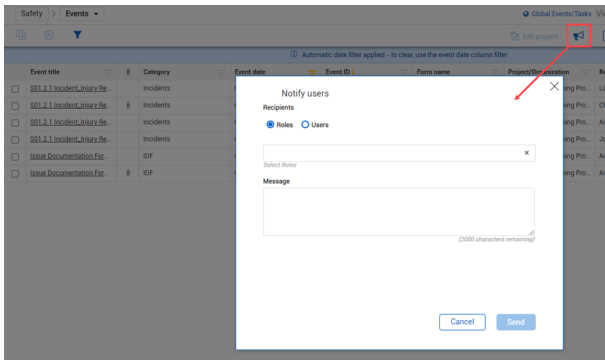 Safety > Events
Global Events/Tasks
Edit properti...
Automatic date filter applied - to clear, use the event date column filter
Event title Category Event date Event ID Form name Project/Organization
S01.2.1 Incident_Injury Re... Incidents
S01.2.1 Incident_Injury Re... Incidents
S01.2.1 Incident_Injury Re... Incidents
S01.2.1 Incident_Injury Re... Incidents
Issue Documentation For... IDF
Issue Documentation For... IDF
Notify users
Recipients
Roles Users
Select Roles
Message
(2000 characters remaining)
Cancel Send